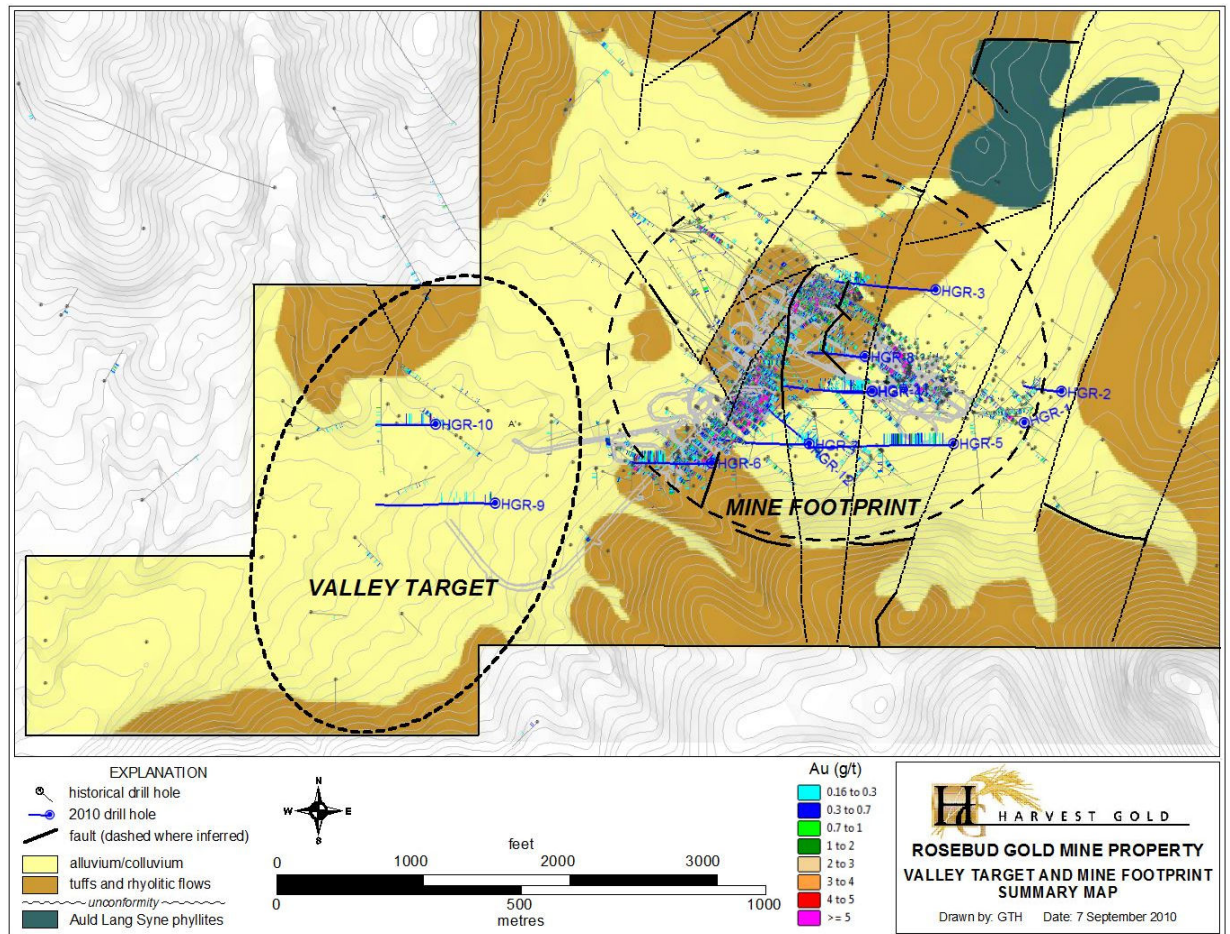 HGR-3
HGR-8
HGR-2
HGR-1
HGR-10
A'
HGR-5
HGR-6
HGR-12
HGR-9
MINE FOOTPRINT
VALLEY TARGET
EXPLANATION
historical drill hole
2010 drill hole
fault (dashed where inferred)
alluvium/colluvium
tuffs and rhyolitic flows
unconformity
Auld Lang Syne phyllites
N
W E
S
feet
0 1000 2000 3000
0 500 1000
metres
Au (g/t)
0.16 to 0.3
0.3 to 0.7
0.7 to 1
1 to 2
2 to 3
3 to 4
4 to 5
>= 5
HG HARVEST GOLD
ROSEBUD GOLD MINE PROPERTY
VALLEY TARGET AND MINE FOOTPRINT
SUMMARY MAP
Drawn by: GTH Date: 7 September 2010